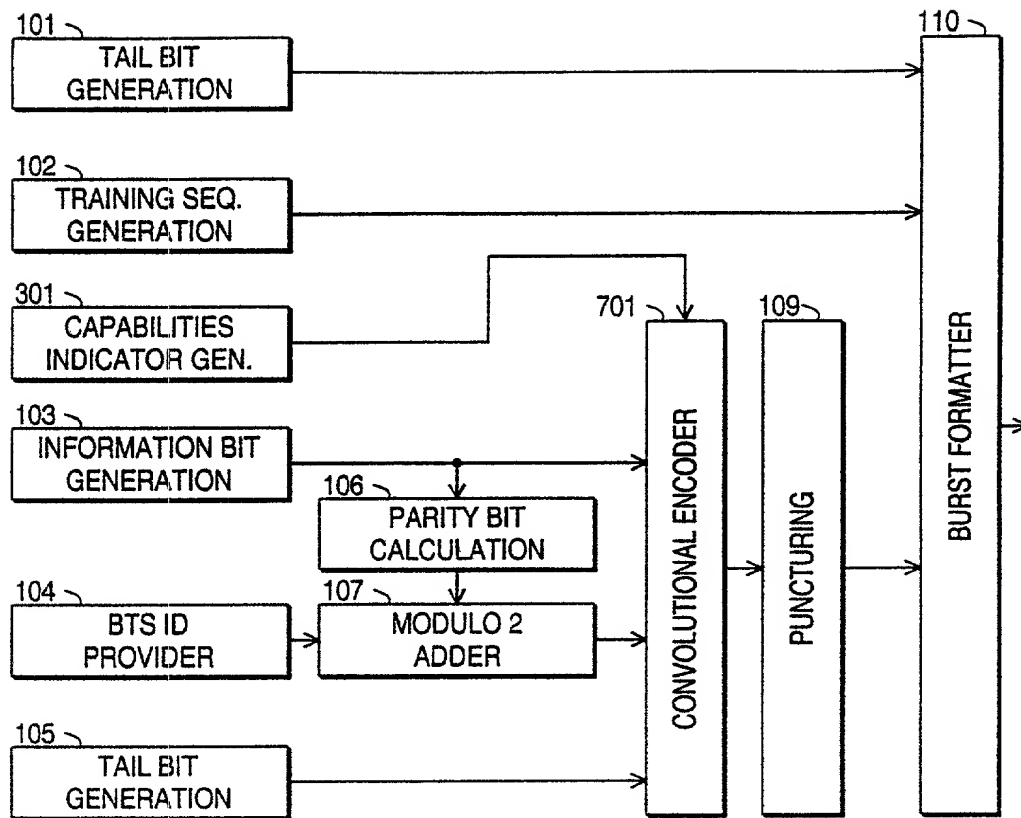 101
TAIL BIT
GENERATION
102
TRAINING SEQ.
GENERATION
301
CAPABILITIES
INDICATOR GEN.
103
INFORMATION BIT
GENERATION
106
PARITY BIT
CALCULATION
104
BTS ID
PROVIDER
107
MODULO 2
ADDER
105
TAIL BIT
GENERATION
701
CONVOLUTIONAL ENCODER
109
PUNCTURING
110
BURST FORMATTER